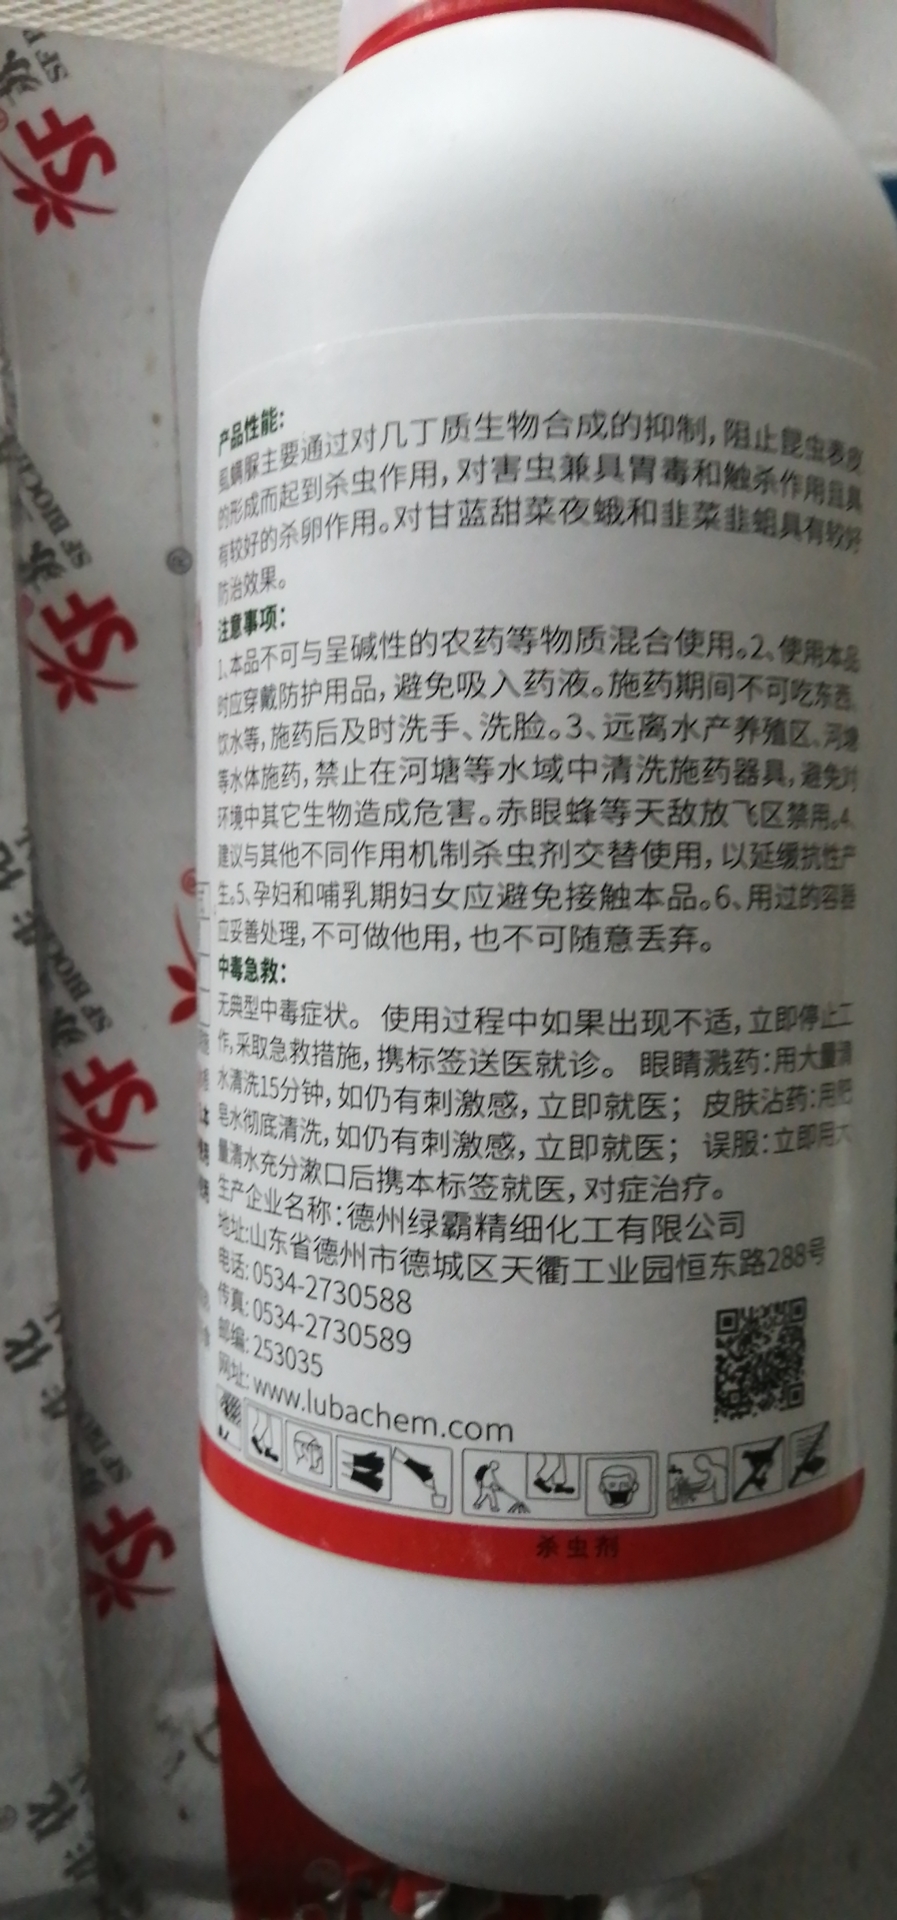 产品性能:
虱螨脲主要通过对几丁质生物合成的抑制,阻止昆虫表皮
的形成而起到杀虫作用,对害虫兼具胃毒和触杀作用且具
有较好的杀卵作用。对甘蓝甜菜夜蛾和韭菜韭蛆具有较好
防治效果。
注意事项:
1、本品不可与呈碱性的农药等物质混合使用。2、使用本品
时应穿戴防护用品,避免吸入药液。施药期间不可吃东西、
饮水等,施药后及时洗手、洗脸。3、远离水产养殖区、河塘
等水体施药,禁止在河塘等水域中清洗施药器具,避免对
环境中其它生物造成危害。赤眼蜂等天敌放飞区禁用。4、
建议与其他不同作用机制杀虫剂交替使用,以延缓抗性产
生。5、孕妇和哺乳期妇女应避免接触本品。6、用过的容器
应妥善处理,不可做他用,也不可随意丢弃。
中毒急救:
无典型中毒症状。 使用过程中如果出现不适,立即停止工
作,采取急救措施,携标签送医就诊。 眼睛溅药:用大量清
水清洗15分钟,如仍有刺激感,立即就医; 皮肤沾药:用肥
皂水彻底清洗,如仍有刺激感,立即就医; 误服:立即用大
量清水充分漱口后携本标签就医,对症治疗。
生产企业名称:德州绿霸精细化工有限公司
地址:山东省德州市德城区天衢工业园恒东路288号
电话: 0534-2730588
传真: 0534-2730589
邮编: 253035
网址: www.lubachem.com
杀虫剂
SF
SF
SF
SF
SF BIOCH